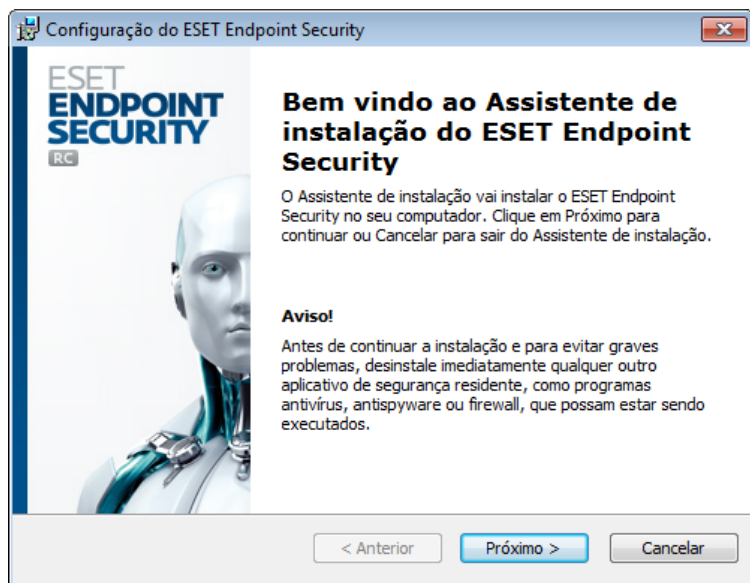 Configuração do ESET Endpoint Security
ESET
ENDPOINT
SECURITY
RC
Bem vindo ao Assistente de
instalação do ESET Endpoint
Security
O Assistente de instalação vai instalar o ESET Endpoint
Security no seu computador. Clique em Próximo para
continuar ou Cancelar para sair do Assistente de instalação.
Aviso!
Antes de continuar a instalação e para evitar graves
problemas, desinstale imediatamente qualquer outro
aplicativo de segurança residente, como programas
antivírus, antispyware ou firewall, que possam estar sendo
executados.
< Anterior
Próximo >
Cancelar